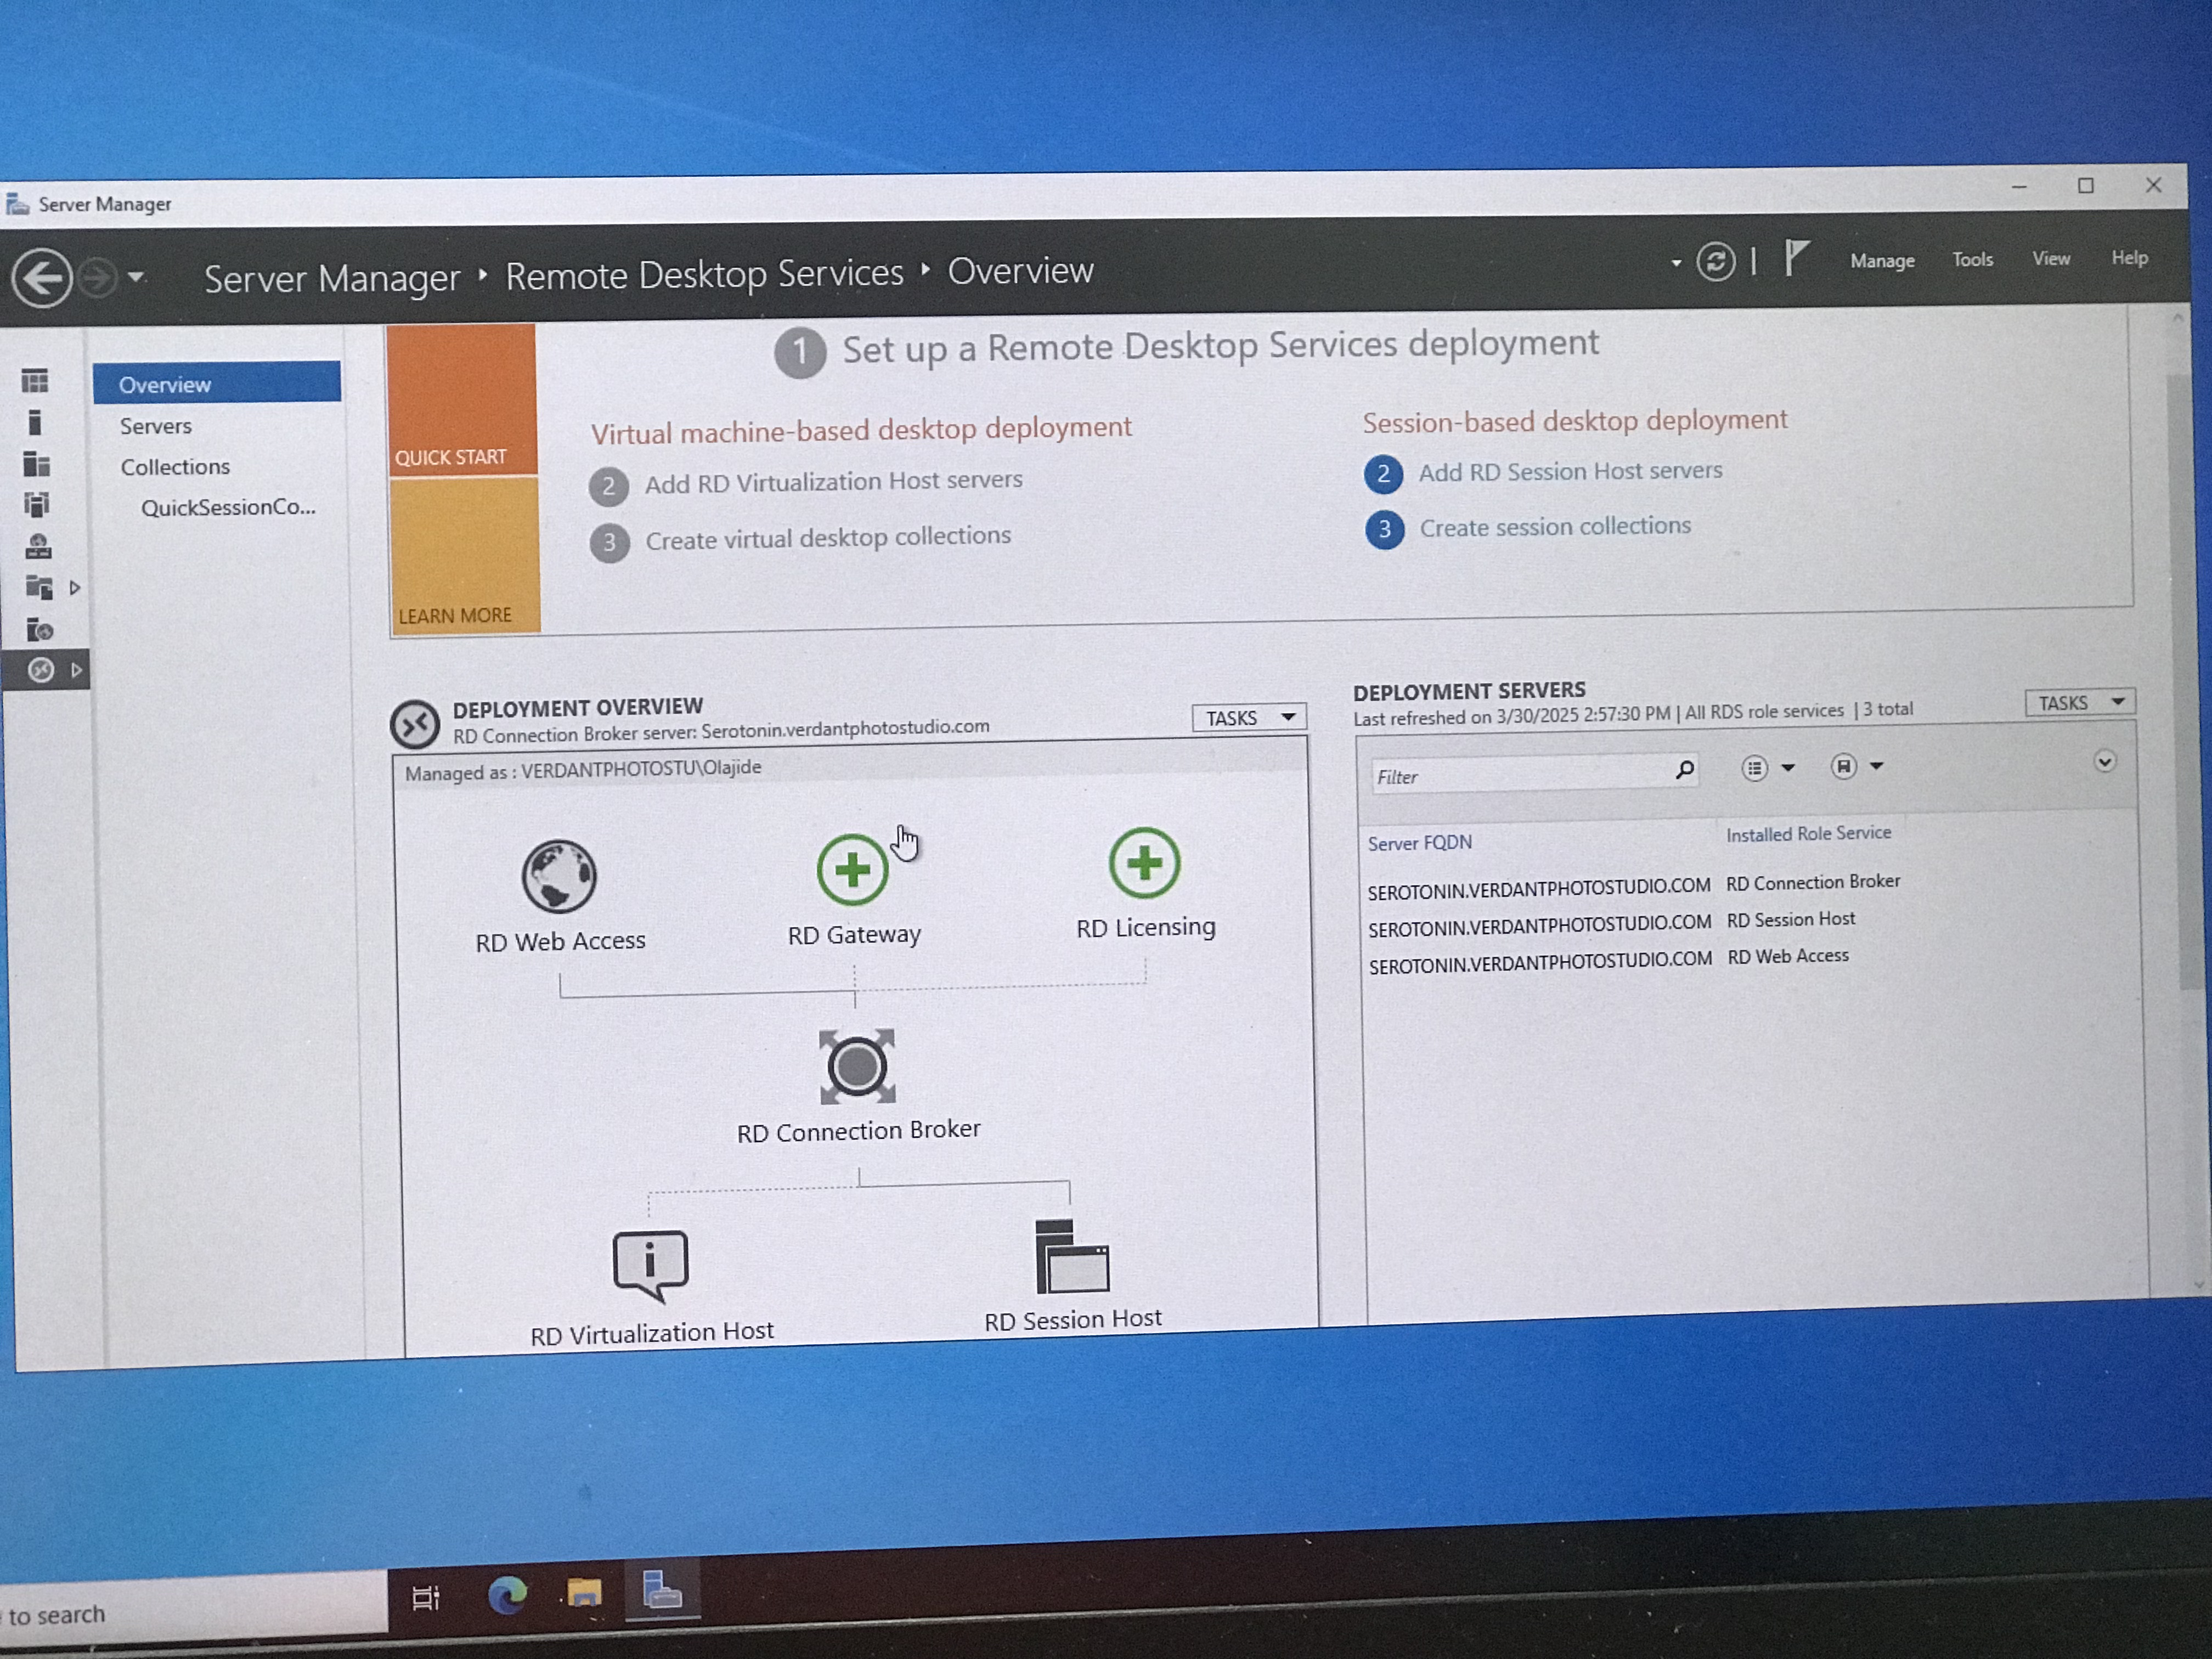 Server Manager
Server Manager ‣ Remote Desktop Services ‣ Overview
Manage Tools View Help
Overview
Servers
Collections
QuickSessionCo...
QUICK START
LEARN MORE
1 Set up a Remote Desktop Services deployment
Virtual machine-based desktop deployment
2 Add RD Virtualization Host servers
3 Create virtual desktop collections
Session-based desktop deployment
2 Add RD Session Host servers
3 Create session collections
DEPLOYMENT OVERVIEW
RD Connection Broker server: Serotonin.verdantphotostudio.com
TASKS
Managed as : VERDANTPHOTOSTU\Olajide
RD Web Access
RD Gateway
RD Licensing
RD Connection Broker
RD Virtualization Host
RD Session Host
DEPLOYMENT SERVERS
Last refreshed on 3/30/2025 2:57:30 PM | All RDS role services | 3 total
TASKS
Filter
Server FQDN Installed Role Service
SEROTONIN.VERDANTPHOTOSTUDIO.COM RD Connection Broker
SEROTONIN.VERDANTPHOTOSTUDIO.COM RD Session Host
SEROTONIN.VERDANTPHOTOSTUDIO.COM RD Web Access
to search